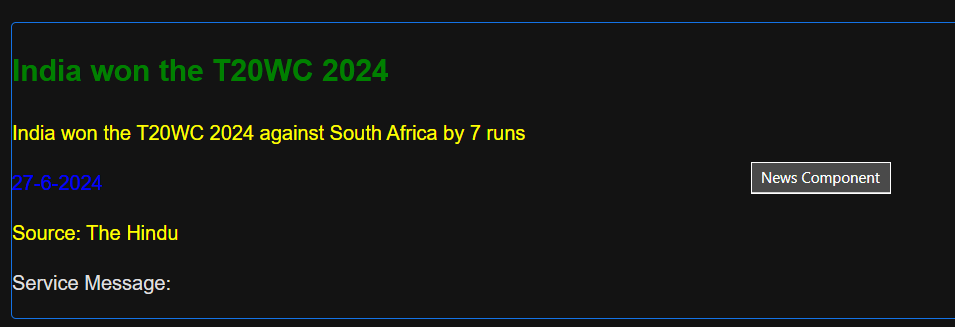 India won the T20WC 2024
India won the T20WC 2024 against South Africa by 7 runs
27-6-2024
News Component
Source: The Hindu
Service Message: